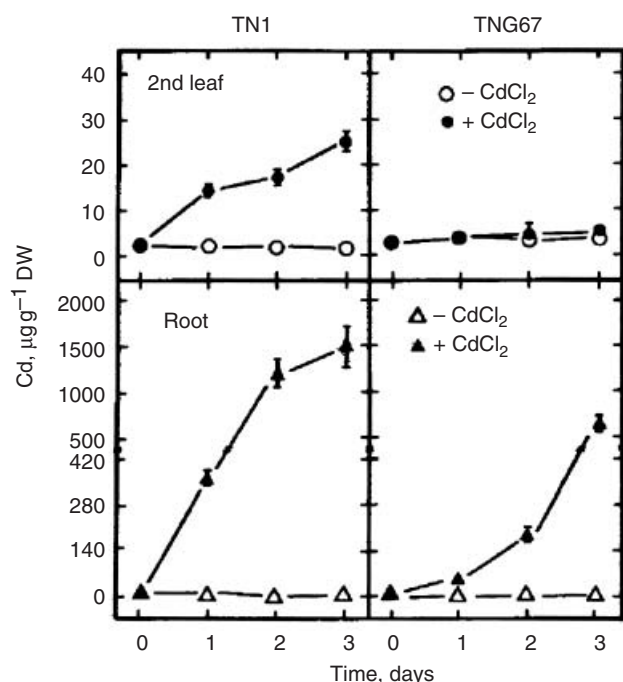 TN1 TNG67
2nd leaf
– CdCl₂
+ CdCl₂
40
30
20
10
0
Cd, µgg⁻¹ DW
Root
– CdCl₂
+ CdCl₂
2000
1500
1000
500
420
280
140
0
0 1 2 3 0 1 2 3
Time, days